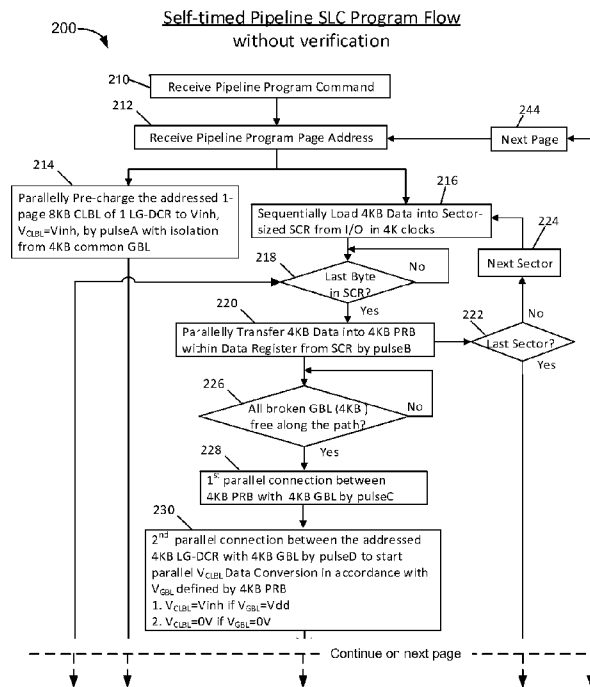 Self-timed Pipeline SLC Program Flow
without verification
200
210
Receive Pipeline Program Command
212
Receive Pipeline Program Page Address
244
Next Page
214
Parallelly Pre-charge the addressed 1-
page 8KB CLBL of 1 LG-DCR to Vinh,
VCLBL=Vinh, by pulseA with isolation
from 4KB common GBL
216
Sequentially Load 4KB Data into Sector-
sized SCR from I/O in 4K clocks
224
Next Sector
218
Last Byte
in SCR?
No
Yes
220
Parallelly Transfer 4KB Data into 4KB PRB
within Data Register from SCR by pulseB
222
Last Sector?
No
Yes
226
All broken GBL (4KB )
free along the path?
No
Yes
228
1st parallel connection between
4KB PRB with 4KB GBL by pulseC
230
2nd parallel connection between the addressed
4KB LG-DCR with 4KB GBL by pulseD to start
parallel VCLBL Data Conversion in accordance with
VGBL defined by 4KB PRB
1. VCLBL=Vinh if VGBL=Vdd
2. VCLBL=0V if VGBL=0V
Continue on next page